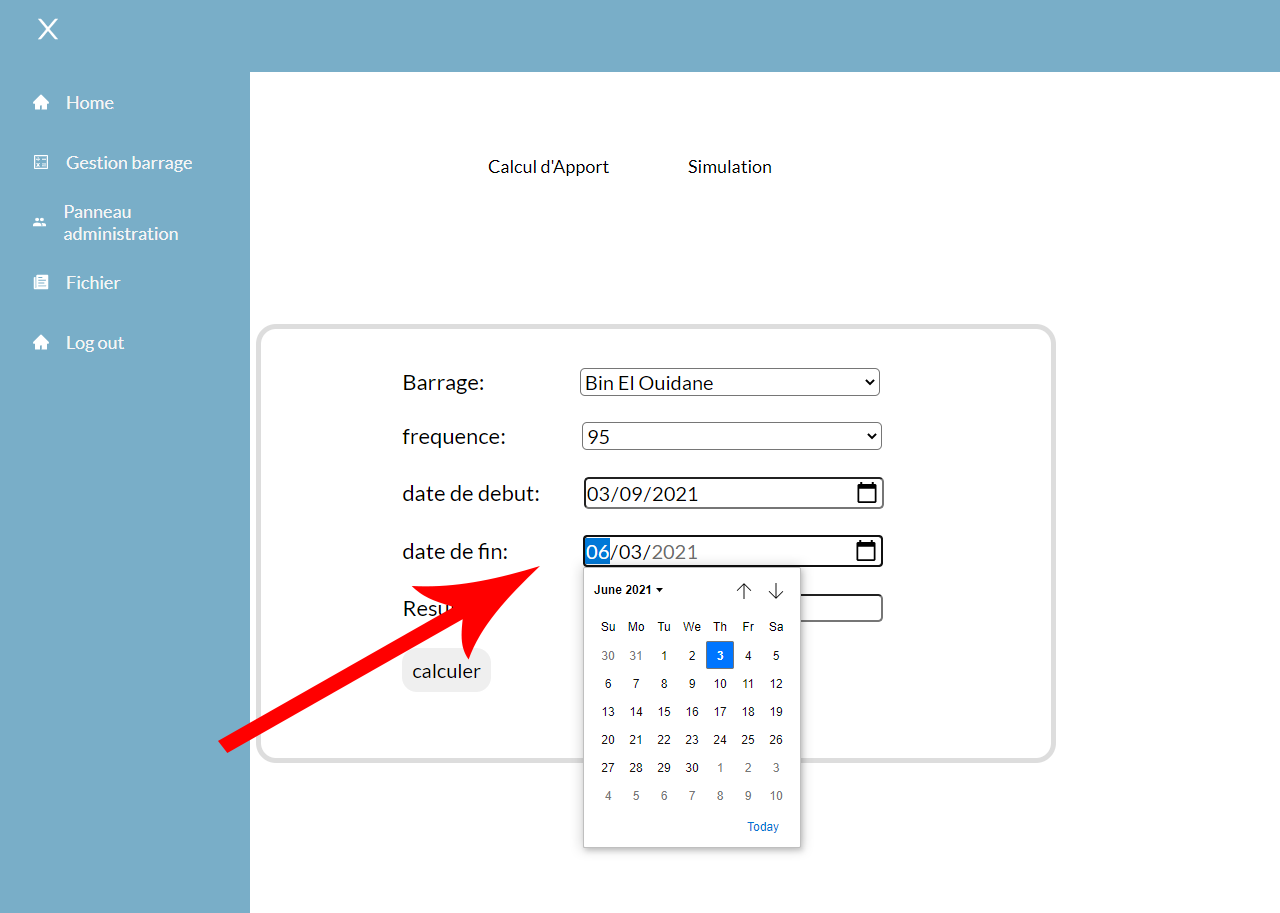 X
Home
Gestion barrage
Panneau
administration
Fichier
Log out
Calcul d'Apport Simulation
Barrage: Bin El Ouidane
frequence: 95
date de debut: 03/09/2021
date de fin: 06/03/2021
Resu
calculer
June 2021
Su Mo Tu We Th Fr Sa
30 31 1 2 3 4 5
6 7 8 9 10 11 12
13 14 15 16 17 18 19
20 21 22 23 24 25 26
27 28 29 30 1 2 3
4 5 6 7 8 9 10
Today